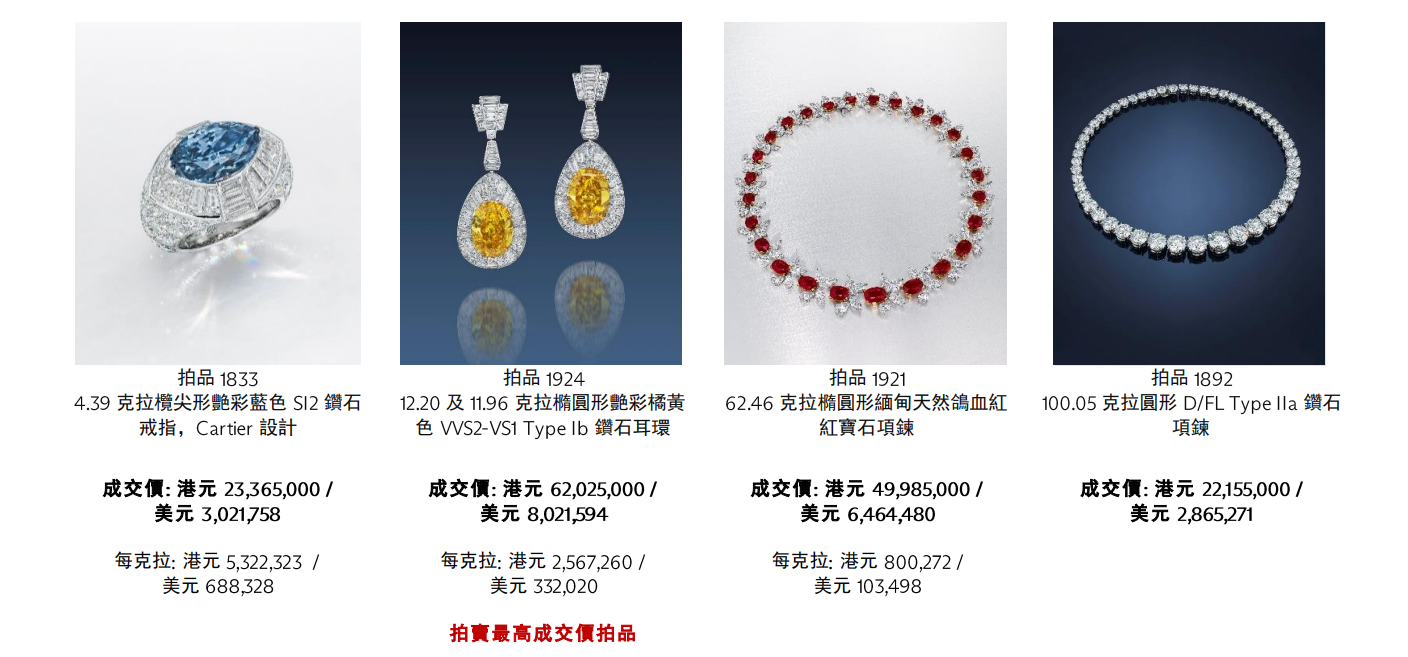 拍品 1833
4.39 克拉欖尖形艷彩藍色 SI2 鑽石
戒指，Cartier 設計
成交價: 港元 23,365,000 /
美元 3,021,758
每克拉: 港元 5,322,323 /
美元 688,328
拍品 1924
12.20 及 11.96 克拉橢圓形艷彩橘黃
色 VVS2-VS1 Type Ib 鑽石耳環
成交價: 港元 62,025,000 /
美元 8,021,594
每克拉: 港元 2,567,260 /
美元 332,020
拍賣最高成交價拍品
拍品 1921
62.46 克拉橢圓形緬甸天然鴿血紅
紅寶石項鍊
成交價: 港元 49,985,000 /
美元 6,464,480
每克拉: 港元 800,272 /
美元 103,498
拍品 1892
100.05 克拉圓形 D/FL Type IIa 鑽石
項鍊
成交價: 港元 22,155,000 /
美元 2,865,271